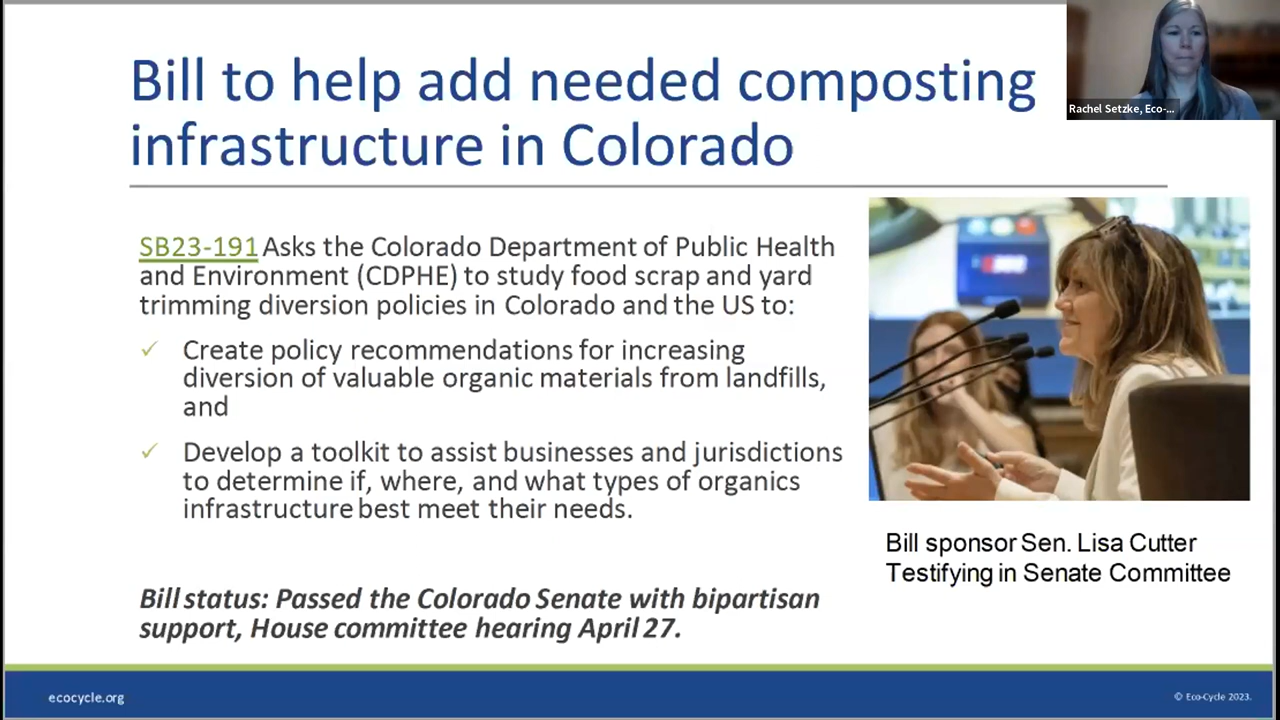 Bill to help add needed composting
infrastructure in Colorado
Rachel Setzke, Eco-...
SB23-191 Asks the Colorado Department of Public Health
and Environment (CDPHE) to study food scrap and yard
trimming diversion policies in Colorado and the US to:
✓ Create policy recommendations for increasing
diversion of valuable organic materials from landfills,
and
✓ Develop a toolkit to assist businesses and jurisdictions
to determine if, where, and what types of organics
infrastructure best meet their needs.
Bill status: Passed the Colorado Senate with bipartisan
support, House committee hearing April 27.
Bill sponsor Sen. Lisa Cutter
Testifying in Senate Committee
ecocycle.org
© Eco-Cycle 2023.